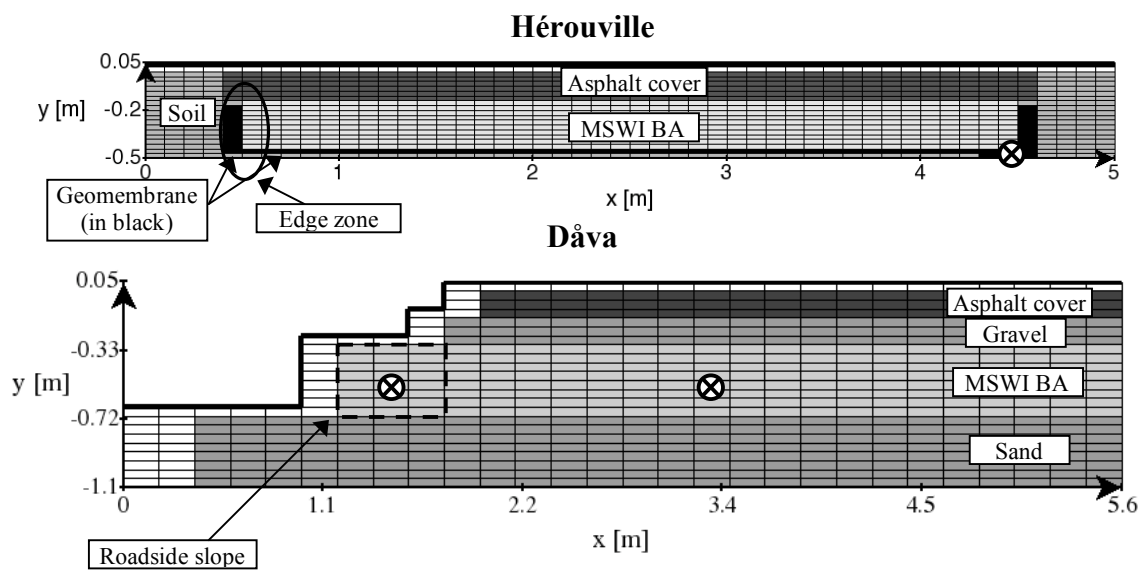 Hérouville
0.05
Asphalt cover
y [m]
-0.2
Soil
MSWI BA
-0.5
0
1
2
3
4
5
x [m]
Geomembrane
(in black)
Edge zone
Dåva
0.05
Asphalt cover
Gravel
-0.33
y [m]
MSWI BA
-0.72
Sand
-1.1
0
1.1
2.2
3.4
4.5
5.6
x [m]
Roadside slope